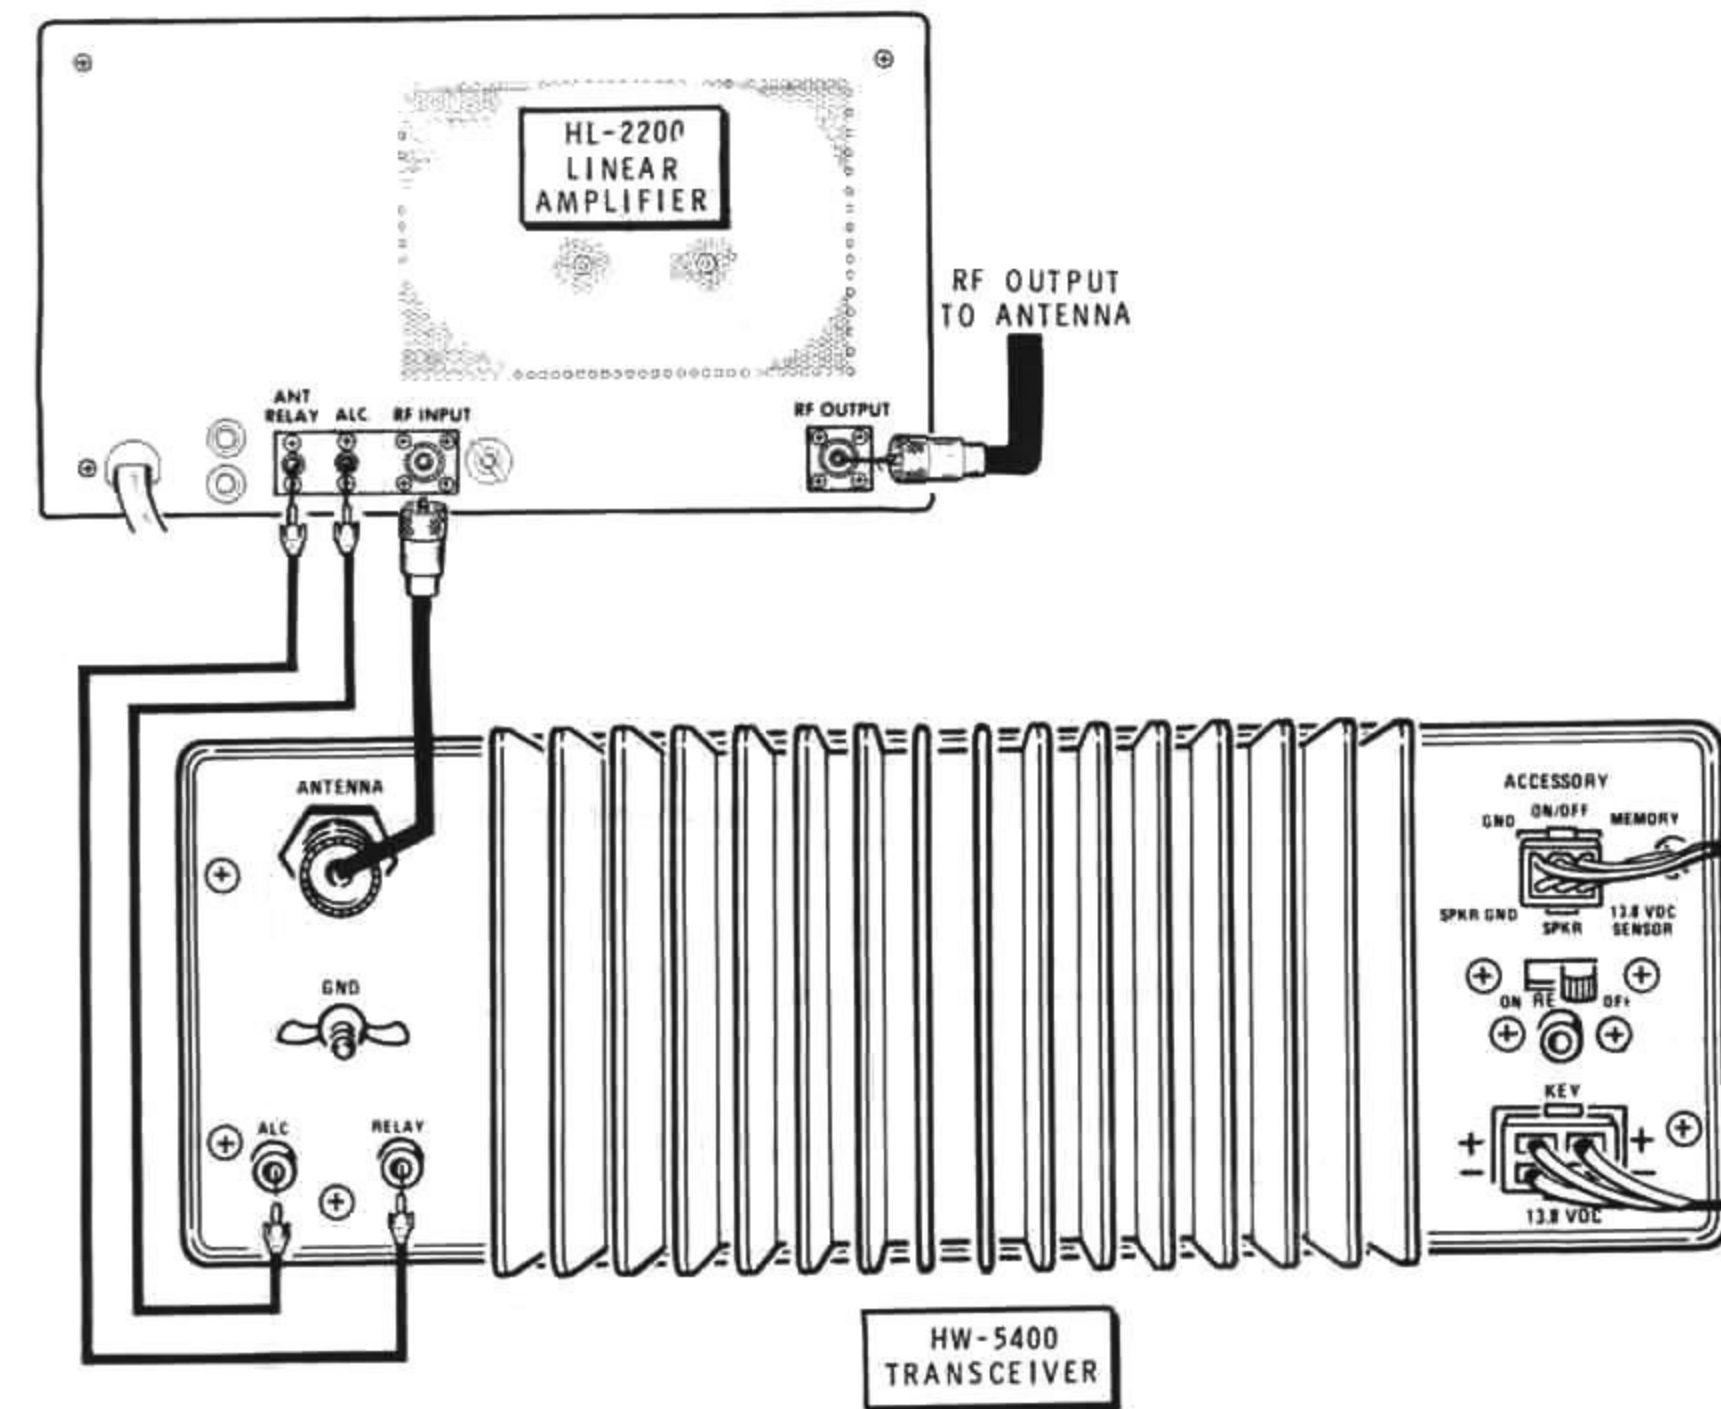 HL-2200
LINEAR
AMPLIFIER
RF OUTPUT
TO ANTENNA
ANT
RELAY
ALC
RF INPUT
RF OUTPUT
ANTENNA
GND
ALC
RELAY
ACCESSORY
GND
ON/OFF
MEMORY
SPKR GND
SPKR
13.8 VDC
SENSOR
ON
RE
OFF
KEY
+
-
+
-
13.8 VDC
HW-5400
TRANSCEIVER